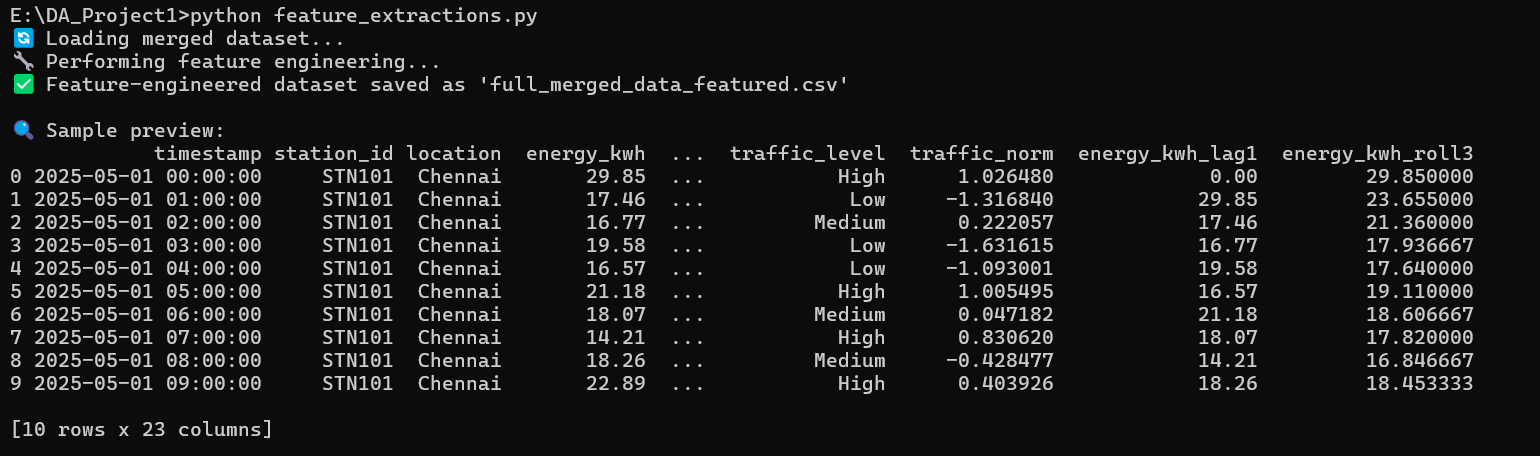 E:\DA_Project1>python feature_extractions.py
🔄 Loading merged dataset...
🔧 Performing feature engineering...
✅ Feature-engineered dataset saved as 'full_merged_data_featured.csv'
🔍 Sample preview:
timestamp station_id location energy_kwh ... traffic_level traffic_norm energy_kwh_lag1 energy_kwh_roll3
0 2025-05-01 00:00:00 STN101 Chennai 29.85 ... High 1.026480 0.00 29.850000
1 2025-05-01 01:00:00 STN101 Chennai 17.46 ... Low -1.316840 29.85 23.655000
2 2025-05-01 02:00:00 STN101 Chennai 16.77 ... Medium 0.222057 17.46 21.360000
3 2025-05-01 03:00:00 STN101 Chennai 19.58 ... Low -1.631615 16.77 17.936667
4 2025-05-01 04:00:00 STN101 Chennai 16.57 ... Low -1.093001 19.58 17.640000
5 2025-05-01 05:00:00 STN101 Chennai 21.18 ... High 1.005495 16.57 19.110000
6 2025-05-01 06:00:00 STN101 Chennai 18.07 ... Medium 0.047182 21.18 18.606667
7 2025-05-01 07:00:00 STN101 Chennai 14.21 ... High 0.830620 18.07 17.820000
8 2025-05-01 08:00:00 STN101 Chennai 18.26 ... Medium -0.428477 14.21 16.846667
9 2025-05-01 09:00:00 STN101 Chennai 22.89 ... High 0.403926 18.26 18.453333
[10 rows x 23 columns]